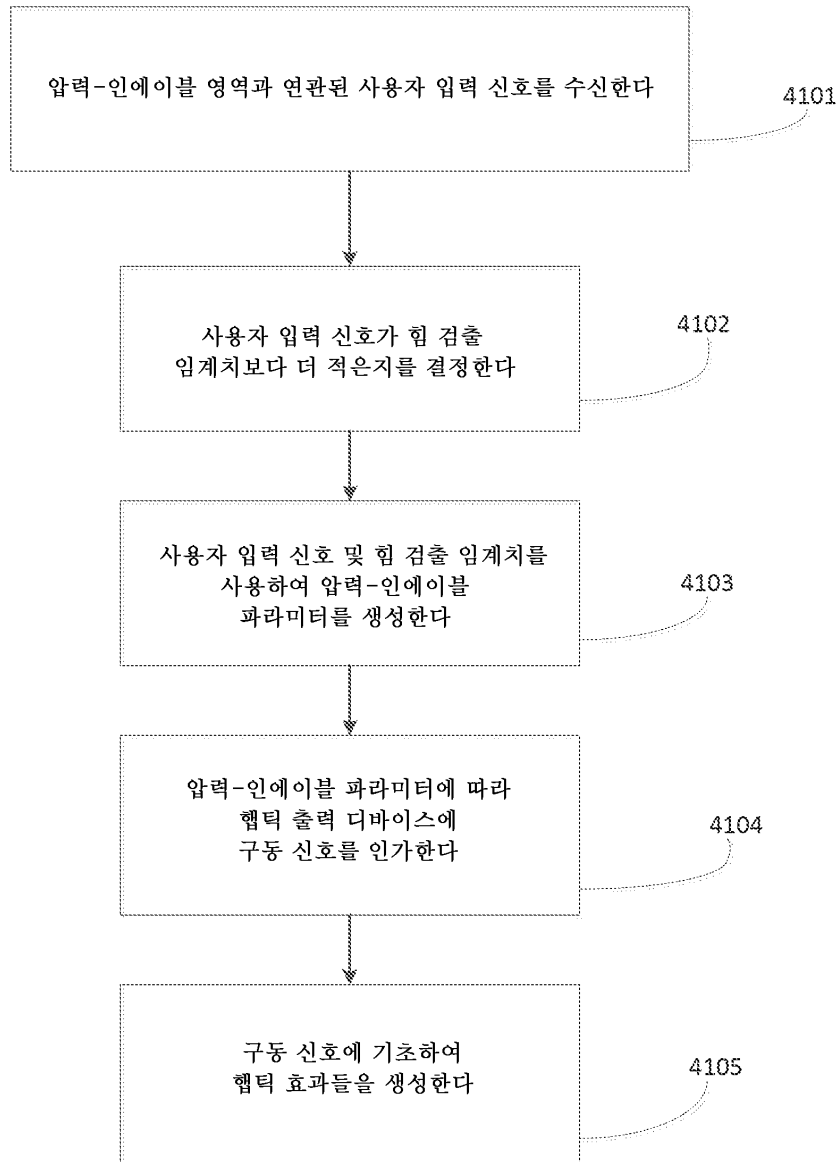 압력-인에이블 영역과 연관된 사용자 입력 신호를 수신한다
4101
사용자 입력 신호가 힘 검출
임계치보다 더 적은지를 결정한다
4102
사용자 입력 신호 및 힘 검출 임계치를
사용하여 압력-인에이블
파라미터를 생성한다
4103
압력-인에이블 파라미터에 따라
햅틱 출력 디바이스에
구동 신호를 인가한다
4104
구동 신호에 기초하여
햅틱 효과들을 생성한다
4105